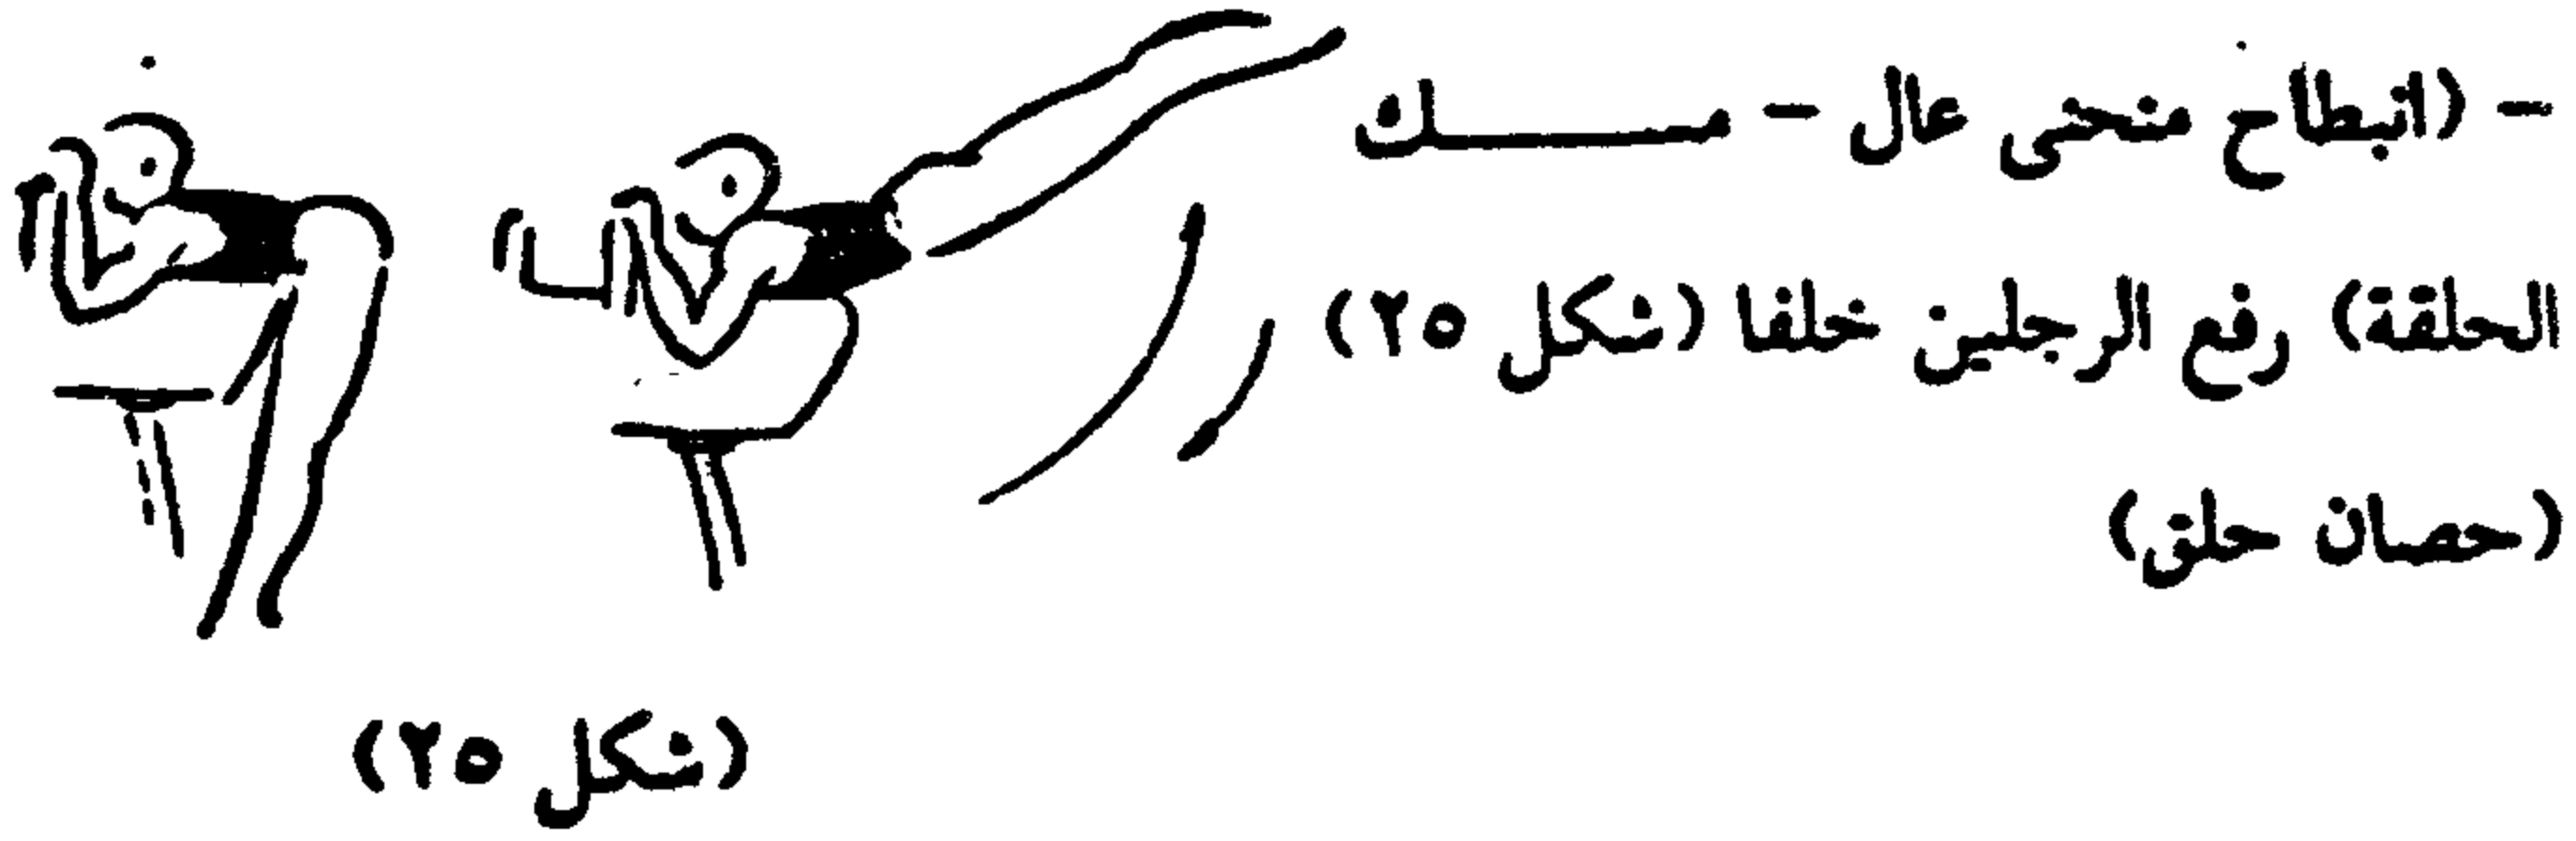 - (انبطاح منحنى عال - مسك
الحلقة) رفع الرجلين خلفا (شكل ٢٥)
(حصان حلق)
(شكل ٢٥)